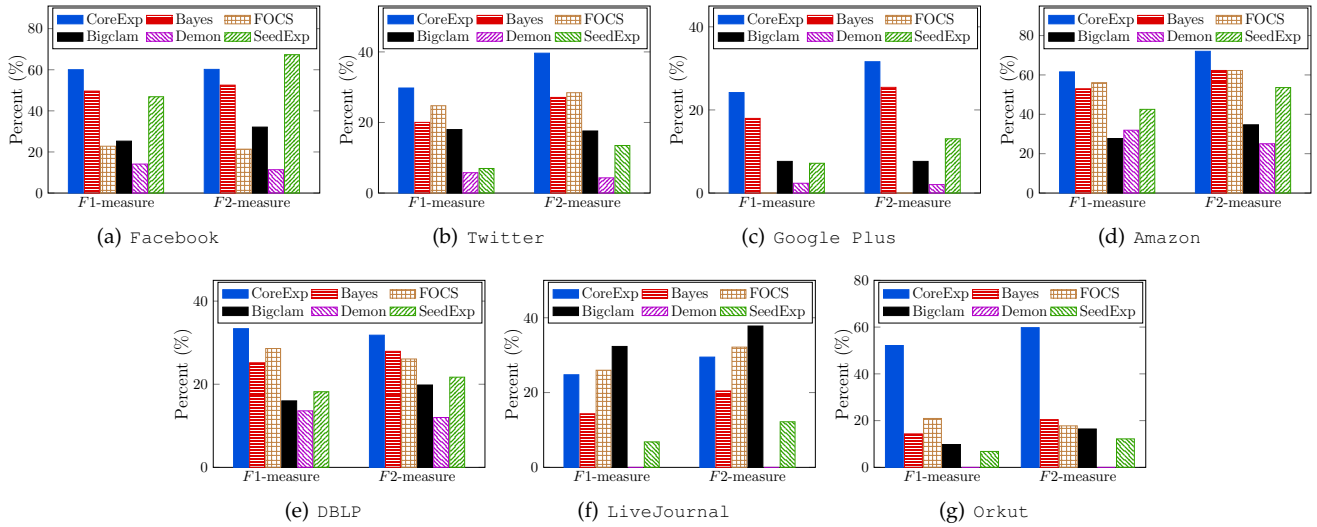 CoreExp Bayes FOCS
Bigclam Demon SeedExp
Percent (%)
80
60
40
20
0
F1-measure F2-measure
(a) Facebook
CoreExp Bayes FOCS
Bigclam Demon SeedExp
Percent (%)
40
20
0
F1-measure F2-measure
(b) Twitter
CoreExp Bayes FOCS
Bigclam Demon SeedExp
Percent (%)
40
20
0
F1-measure F2-measure
(c) Google Plus
CoreExp Bayes FOCS
Bigclam Demon SeedExp
Percent (%)
80
60
40
20
0
F1-measure F2-measure
(d) Amazon
CoreExp Bayes FOCS
Bigclam Demon SeedExp
Percent (%)
40
20
0
F1-measure F2-measure
(e) DBLP
CoreExp Bayes FOCS
Bigclam Demon SeedExp
Percent (%)
40
20
0
F1-measure F2-measure
(f) LiveJournal
CoreExp Bayes FOCS
Bigclam Demon SeedExp
Percent (%)
80
60
40
20
0
F1-measure F2-measure
(g) Orkut